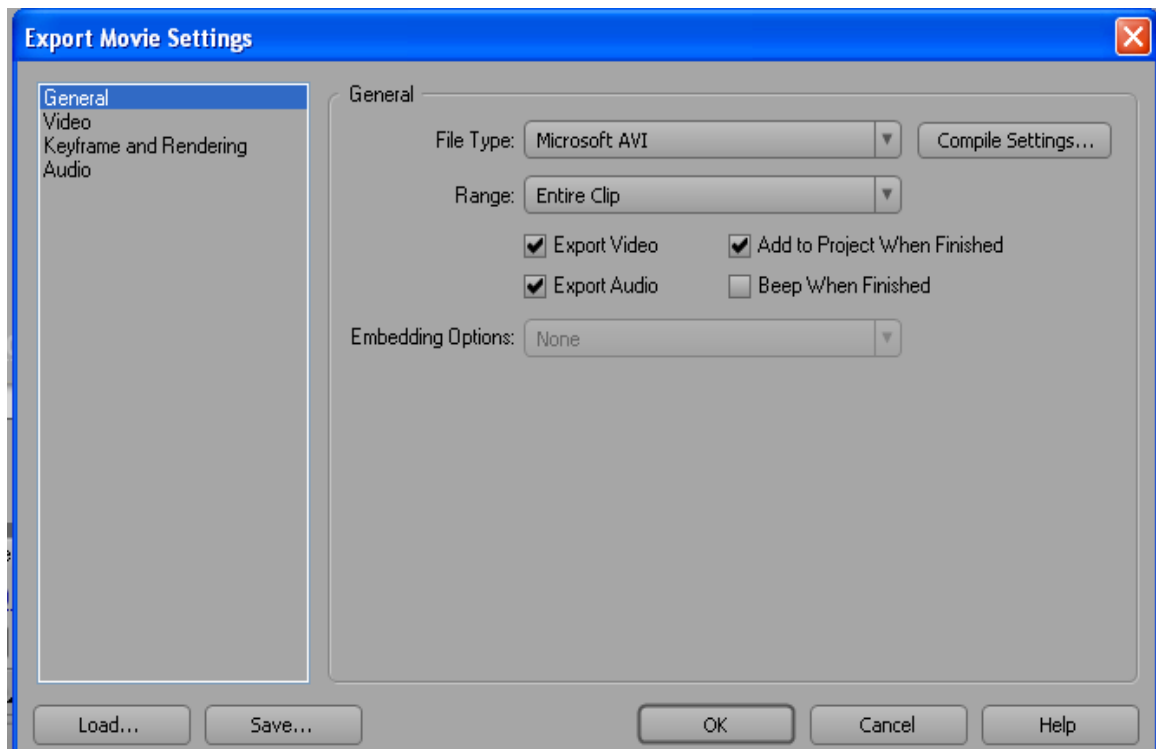 Export Movie Settings
General
Video
Keyframe and Rendering
Audio
General
File Type: Microsoft AVI Compile Settings...
Range: Entire Clip
Export Video Add to Project When Finished
Export Audio Beep When Finished
Embedding Options: None
Load... Save... OK Cancel Help